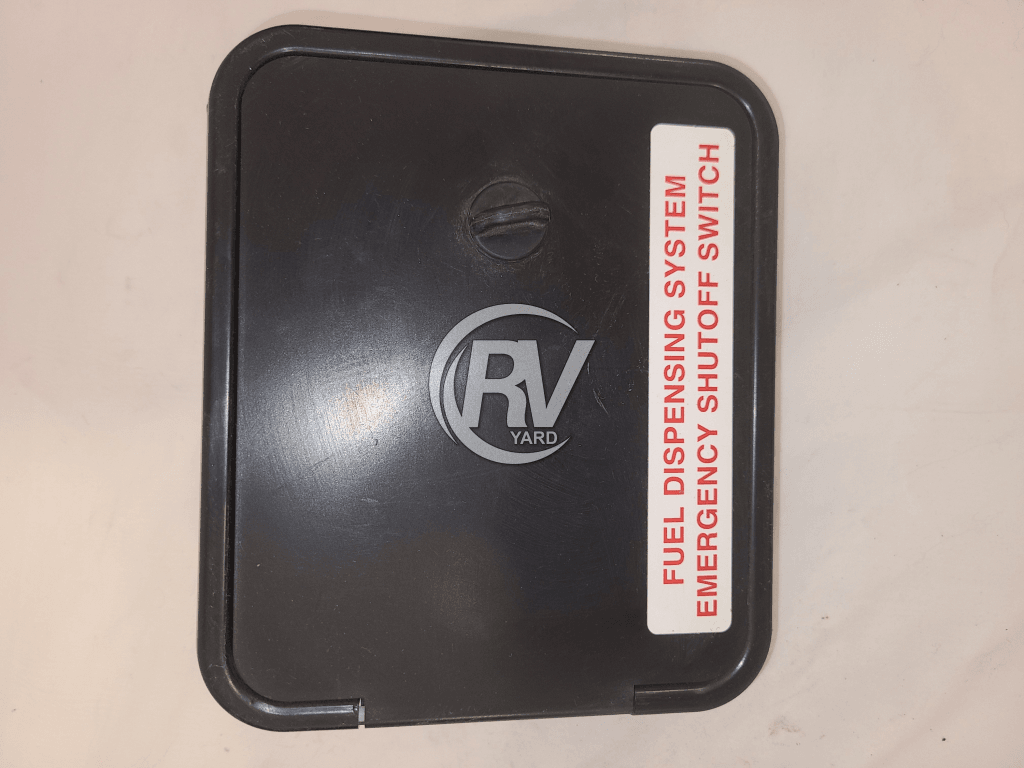 FUEL DISPENSING SYSTEM
EMERGENCY SHUTOFF SWITCH
RV
YARD